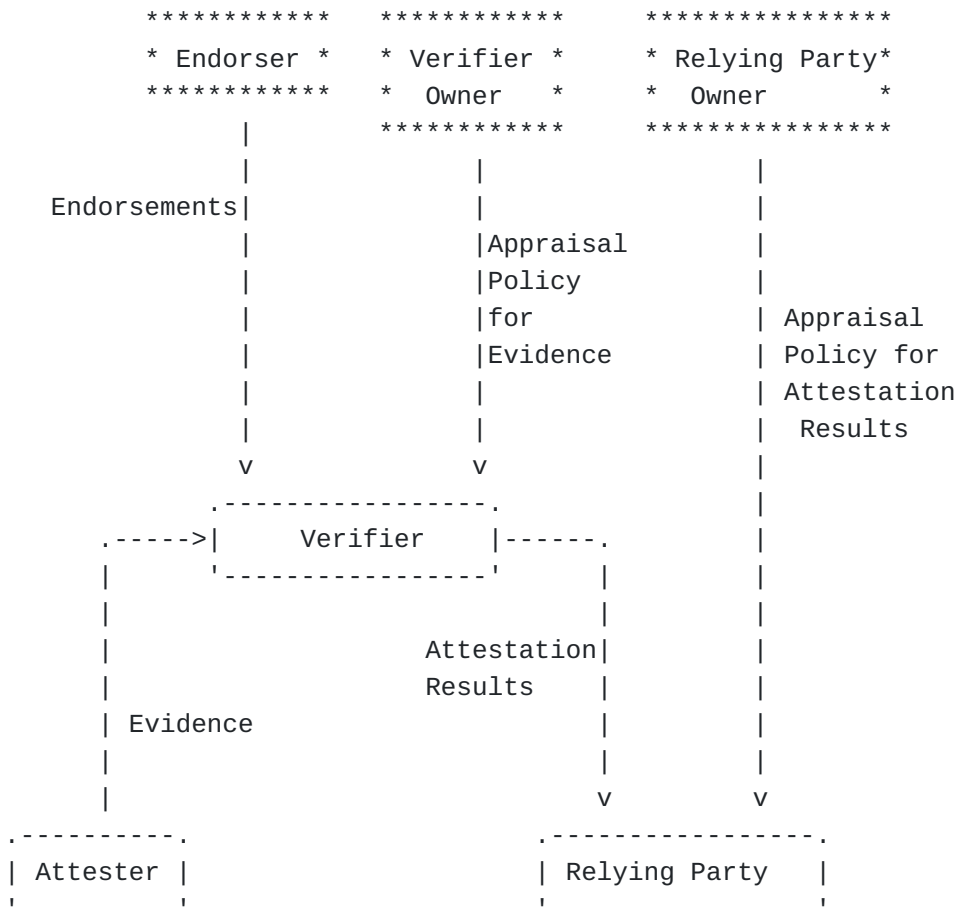 ************ ************ ****************
* Endorser * * Verifier * * Relying Party*
************ * Owner * * Owner *
| ************ ****************
| | |
Endorsements| | |
| |Appraisal |
| |Policy |
| |for | Appraisal
| |Evidence | Policy for
| | | Attestation
| | | Results
v v |
.-----------------. |
.----->| Verifier |------. |
| '-----------------' | |
| | |
| Attestation| |
| Results | |
| Evidence | |
| | |
| v v
.----------. .-----------------.
| Attester | | Relying Party |
' ' ' '